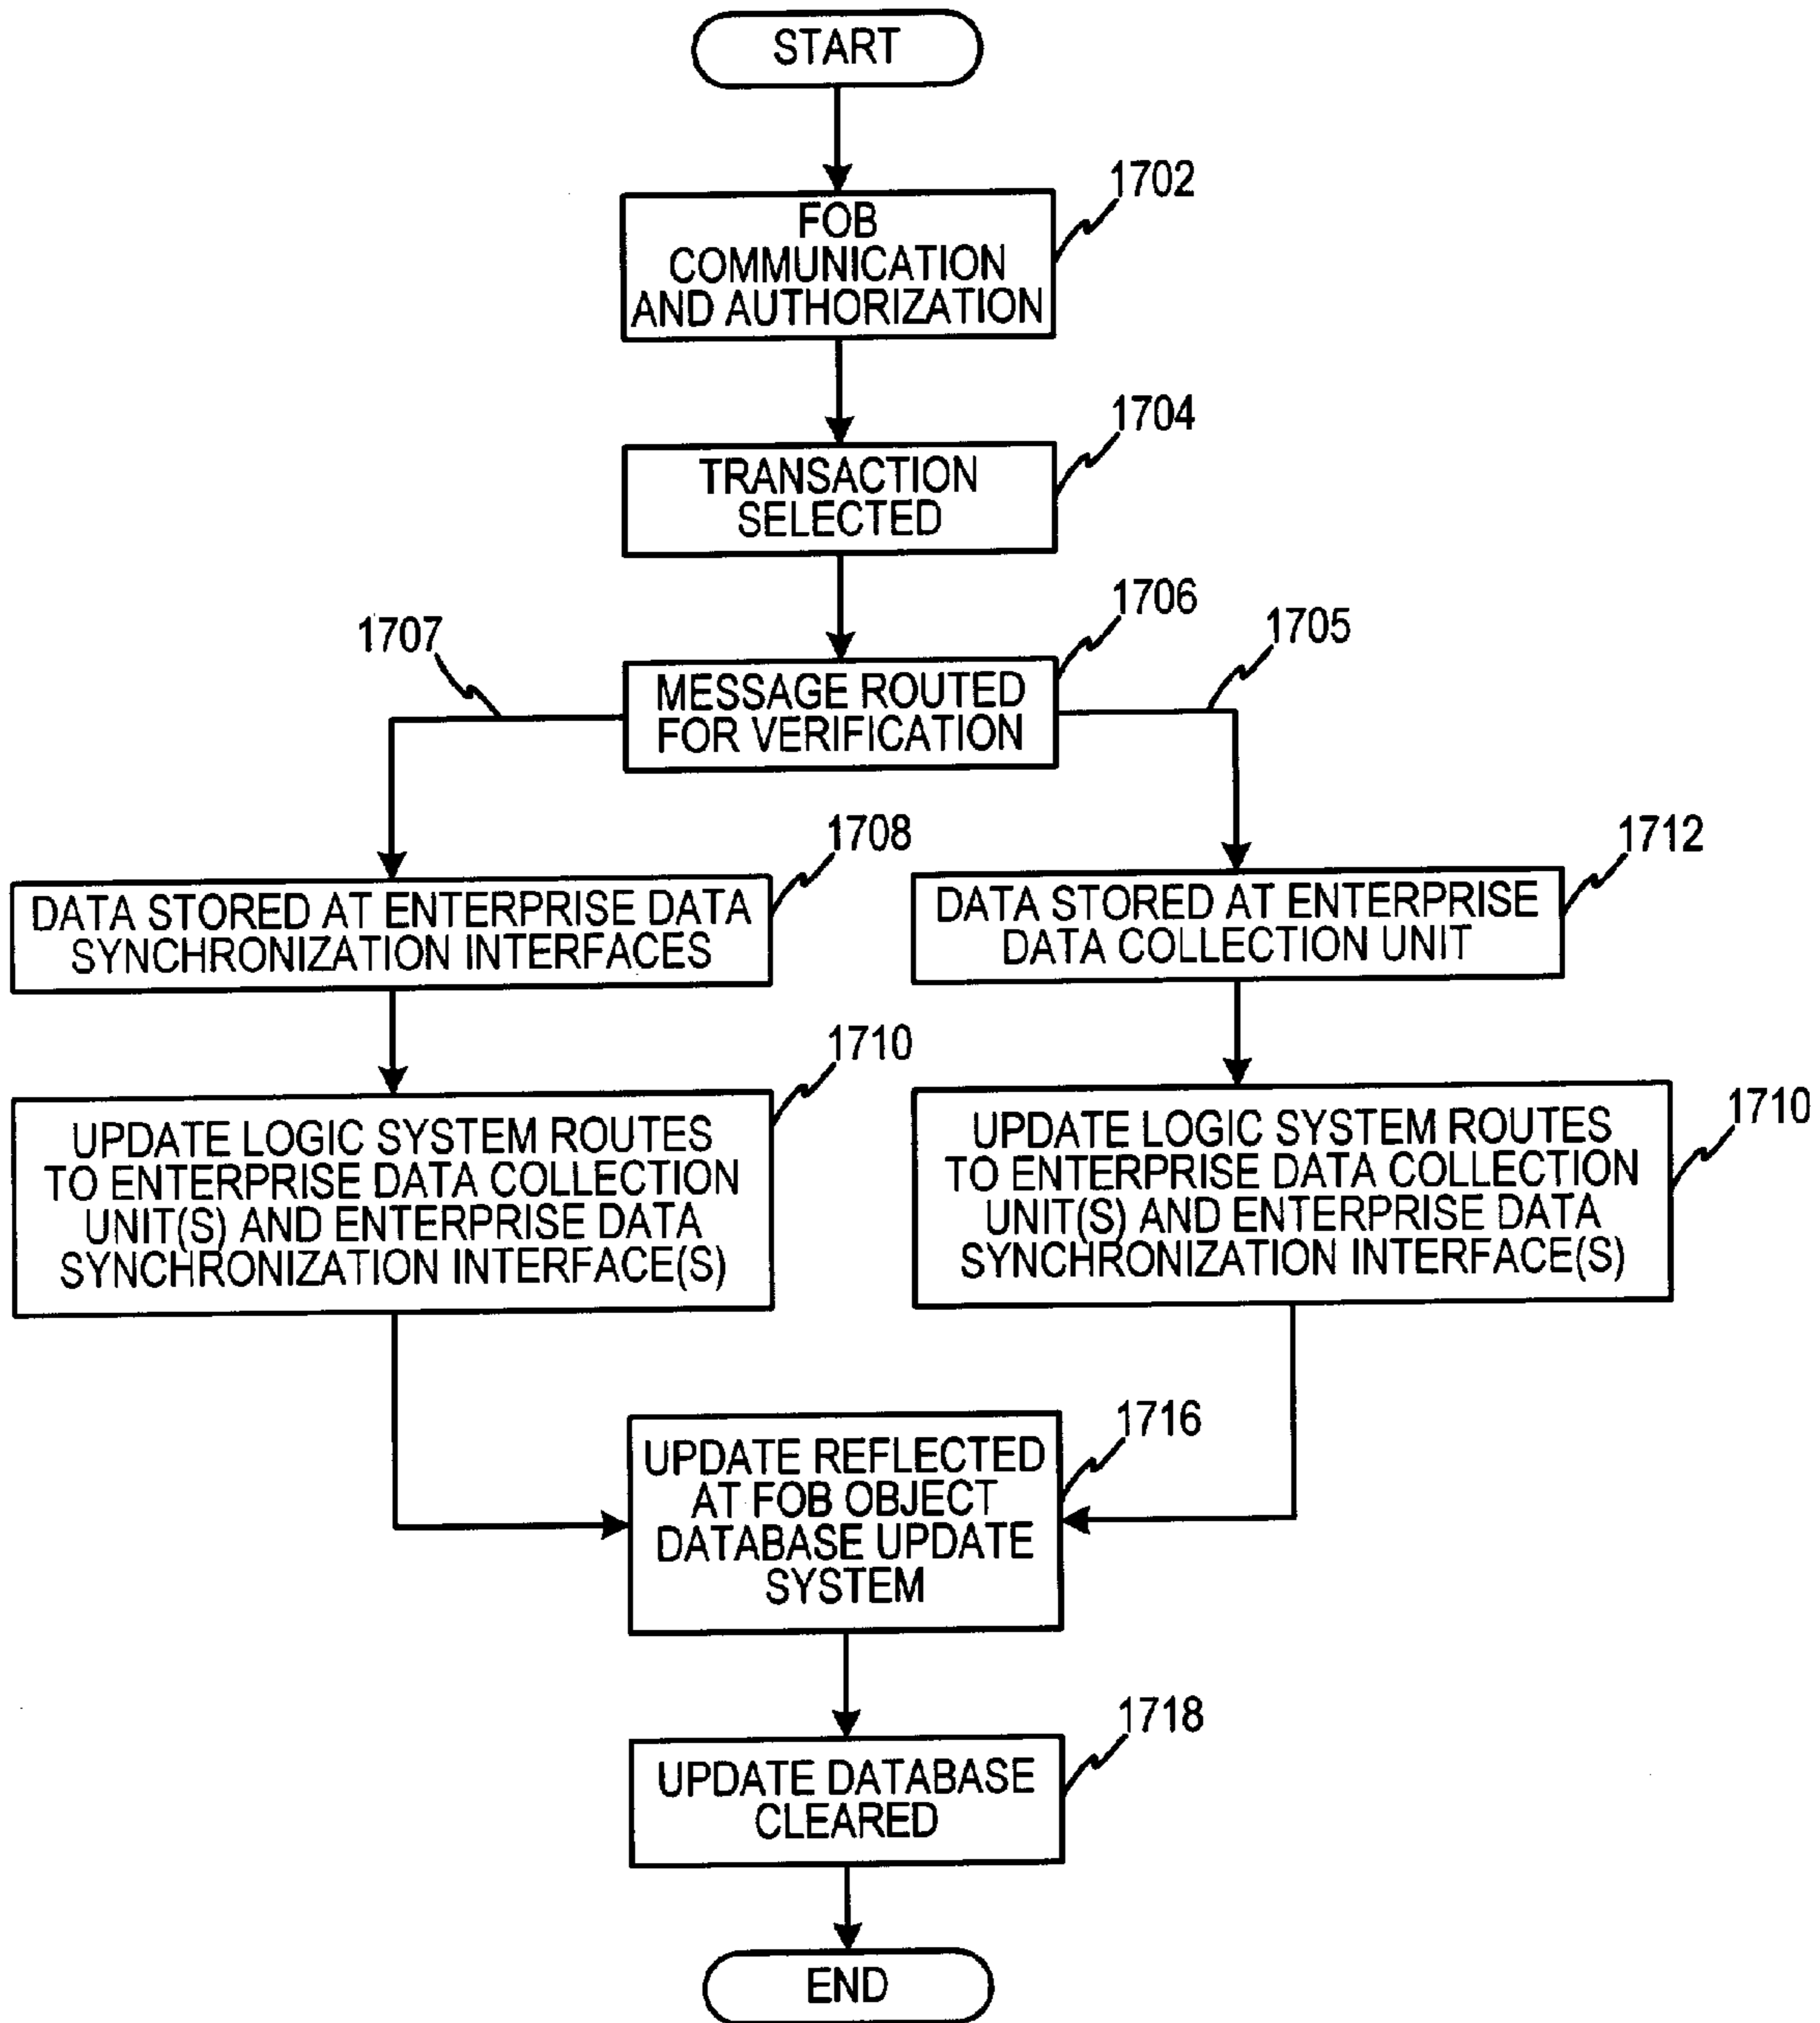 START
1702
FOB
COMMUNICATION
AND AUTHORIZATION
1704
TRANSACTION
SELECTED
1706
1707
1705
MESSAGE ROUTED
FOR VERIFICATION
1708
1712
DATA STORED AT ENTERPRISE DATA
SYNCHRONIZATION INTERFACES
DATA STORED AT ENTERPRISE
DATA COLLECTION UNIT
1710
1710
UPDATE LOGIC SYSTEM ROUTES
TO ENTERPRISE DATA COLLECTION
UNIT(S) AND ENTERPRISE DATA
SYNCHRONIZATION INTERFACE(S)
UPDATE LOGIC SYSTEM ROUTES
TO ENTERPRISE DATA COLLECTION
UNIT(S) AND ENTERPRISE DATA
SYNCHRONIZATION INTERFACE(S)
1716
UPDATE REFLECTED
AT FOB OBJECT
DATABASE UPDATE
SYSTEM
1718
UPDATE DATABASE
CLEARED
END